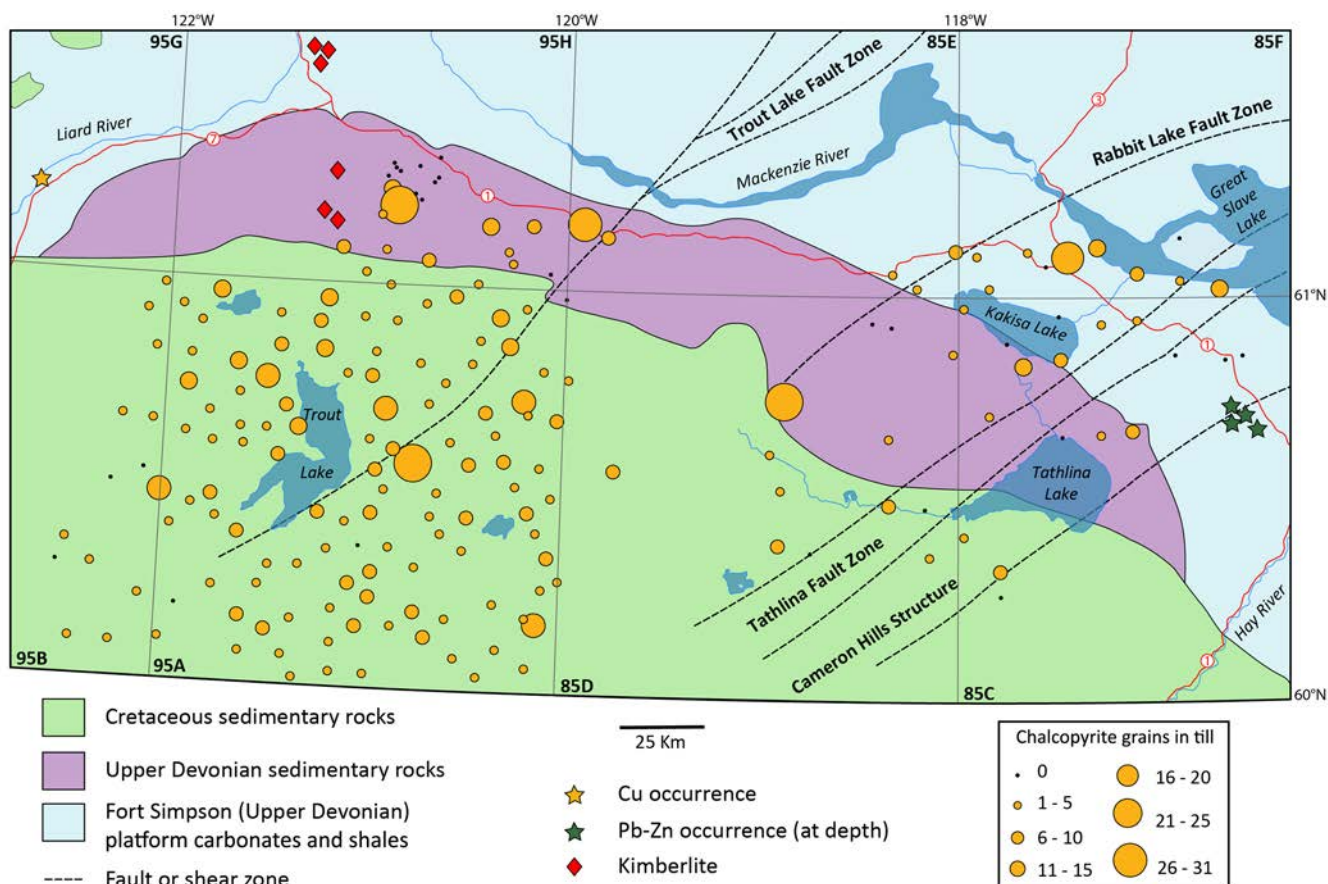 122°W
120°W
118°W
95G
95H
85E
85F
Trout Lake Fault Zone
3
Liard River
7
Rabbit Lake Fault Zone
Mackenzie River
Great
Slave
Lake
1
61°N
Kakisa Lake
1
Trout
Lake
Tathlina
Lake
Tathlina Fault Zone
Cameron Hills Structure
Hay River
1
95B
95A
85D
85C
60°N
Cretaceous sedimentary rocks
Upper Devonian sedimentary rocks
Fort Simpson (Upper Devonian)
platform carbonates and shales
Fault or shear zone
25 Km
Cu occurrence
Pb-Zn occurrence (at depth)
Kimberlite
Chalcopyrite grains in till
0
1 - 5
6 - 10
11 - 15
16 - 20
21 - 25
26 - 31